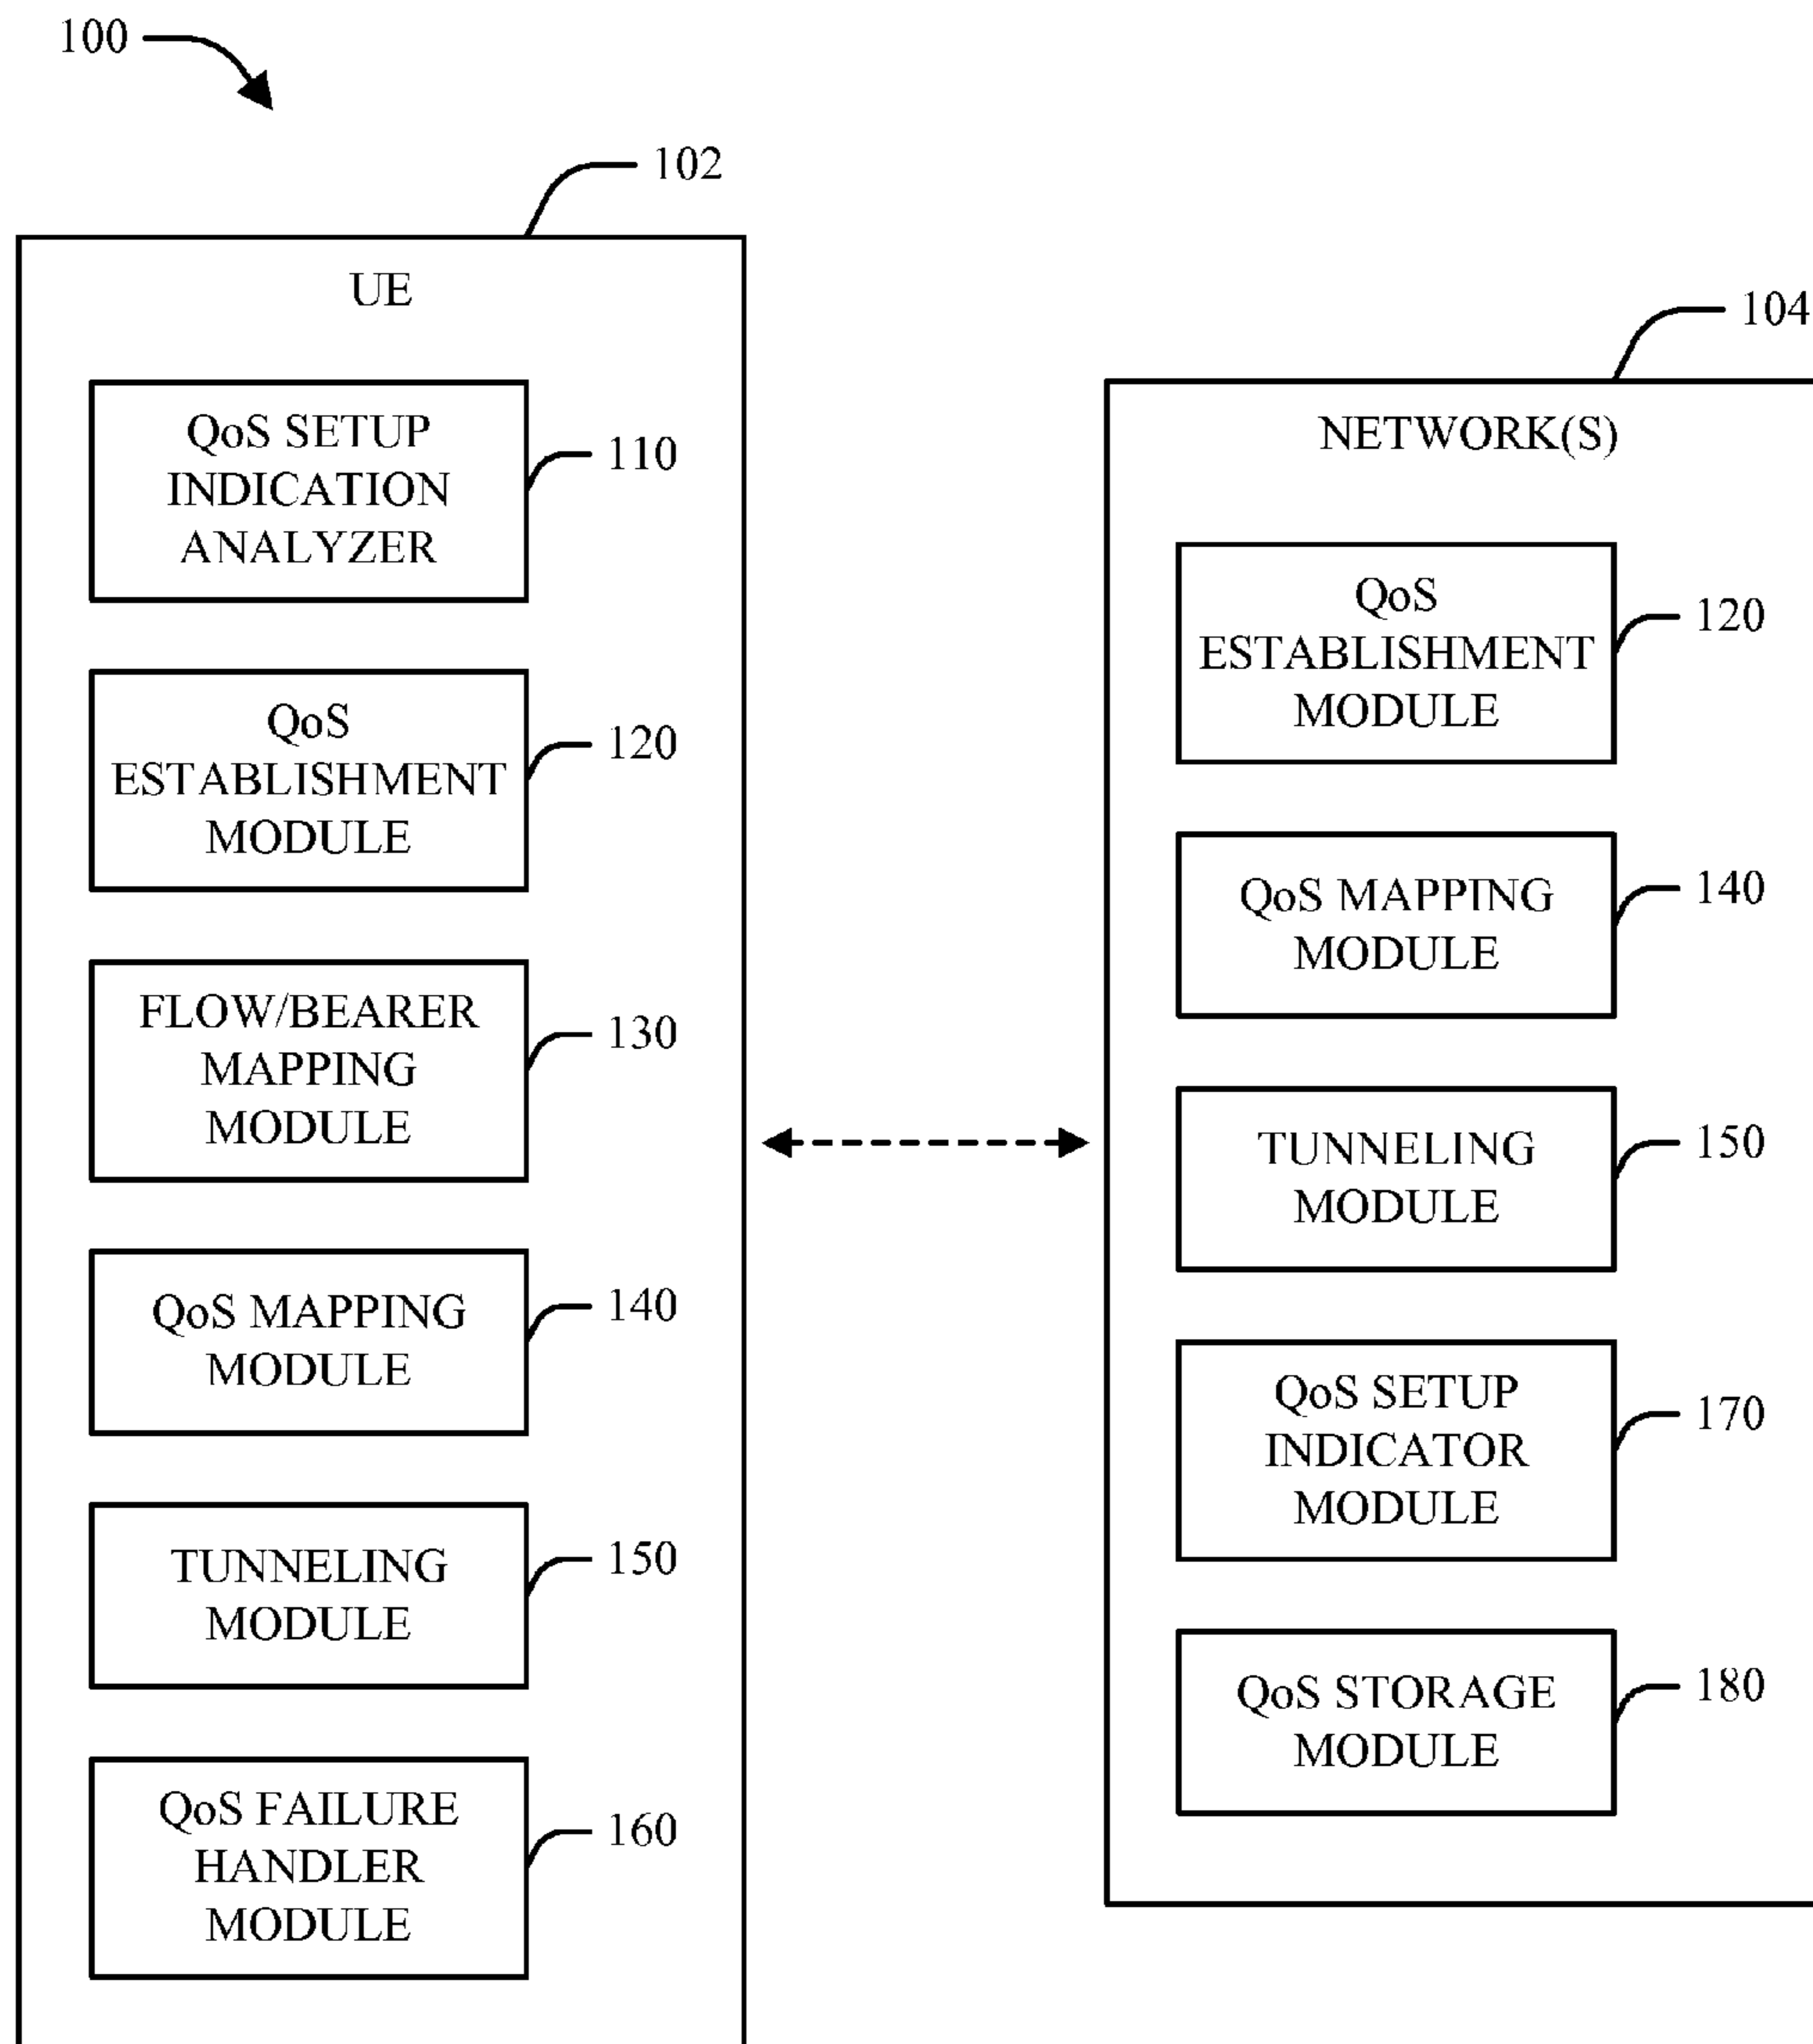 100
102
UE
QoS SETUP
INDICATION
ANALYZER
110
QoS
ESTABLISHMENT
MODULE
120
FLOW/BEARER
MAPPING
MODULE
130
QoS MAPPING
MODULE
140
TUNNELING
MODULE
150
QoS FAILURE
HANDLER
MODULE
160
104
NETWORK(S)
QoS
ESTABLISHMENT
MODULE
120
QoS MAPPING
MODULE
140
TUNNELING
MODULE
150
QoS SETUP
INDICATOR
MODULE
170
QoS STORAGE
MODULE
180